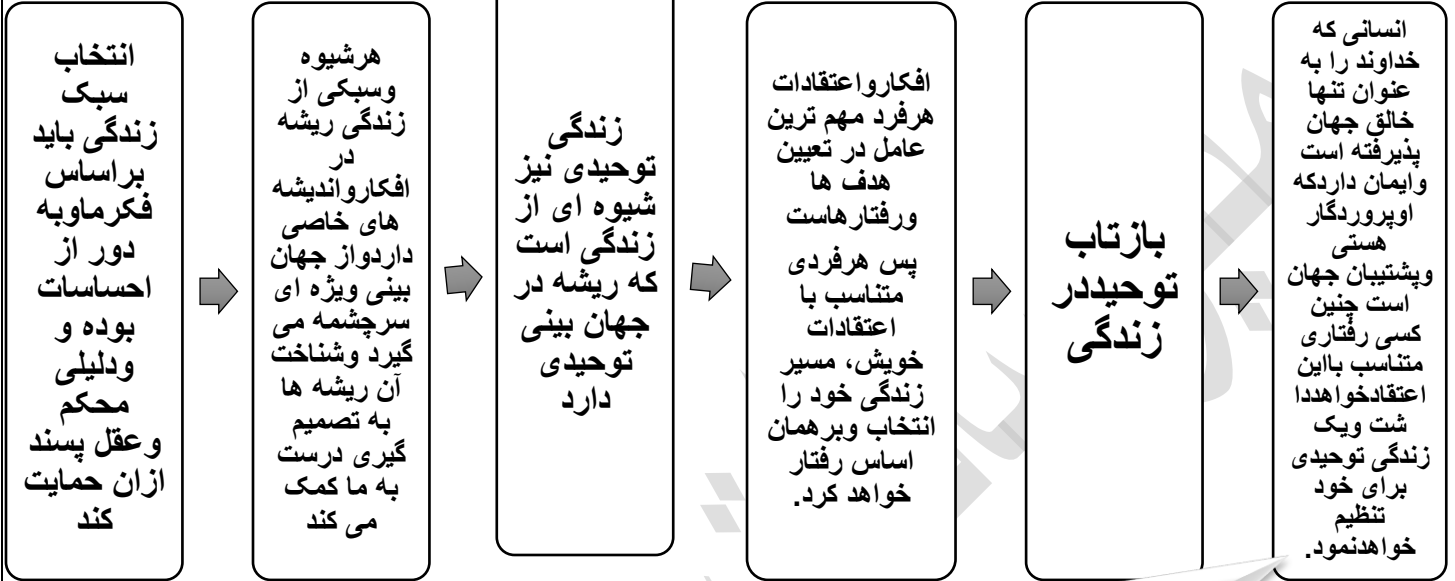 انتخاب
سبک
زندگی باید
براساس
فکرماوبه
دور از
احساسات
بوده و
ودلیلی
محکم
وعقل پسند
ازان حمایت
کند
هرشیوه
وسبکی از
زندگی ریشه
در
افکارواندیشه
های خاصی
داردواز جهان
بینی ویژه ای
سرچشمه می
گیرد وشناخت
آن ریشه ها
به تصمیم
گیری درست
به ما کمک
می کند
زندگی
توحیدی نیز
شیوه ای از
زندگی است
که ریشه در
جهان بینی
توحیدی
دارد
افکارواعتقادات
هرفرد مهم ترین
عامل در تعیین
هدف ها
ورفتارهاست
پس هرفردی
متناسب با
اعتقادات
خویش، مسیر
زندگی خود را
انتخاب وبرهمان
اساس رفتار
خواهد کرد.
بازتاب
توحیددر
زندگی
انسانی که
خداوند را به
عنوان تنها
خالق جهان
پذیرفته است
وایمان داردکه
اوپروردگار
هستی
وپشتیبان جهان
است چنین
کسی رفتاری
متناسب بااین
اعتقادخواهددا
شت ویک
زندگی توحیدی
برای خود
تنظیم
خواهدنمود.